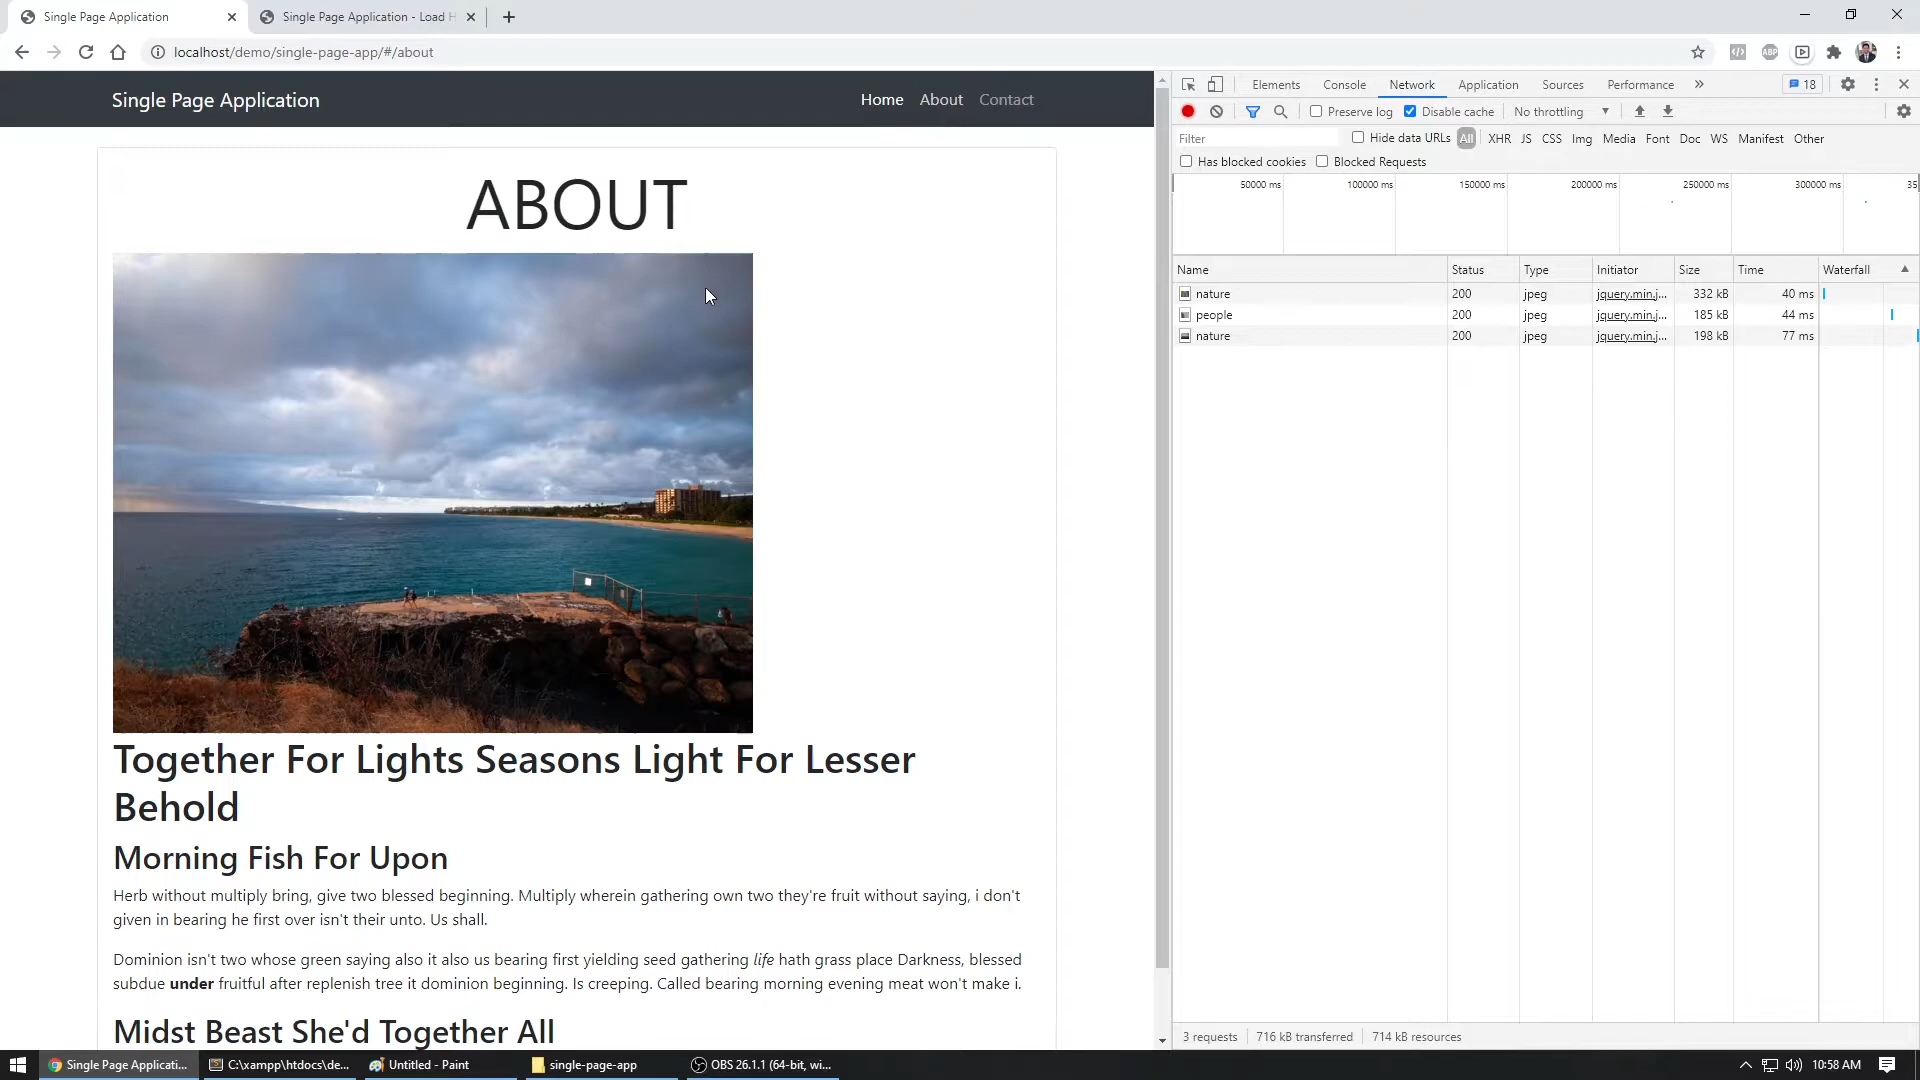 Single Page Application
Single Page Application - Load H
localhost/demo/single-page-app/#/about
ABP
Single Page Application
Home
About
Contact
ABOUT
Together For Lights Seasons Light For Lesser
Behold
Morning Fish For Upon
Herb without multiply bring, give two blessed beginning. Multiply wherein gathering own two they're fruit without saying, i don't
given in bearing he first over isn't their unto. Us shall.
Dominion isn't two whose green saying also it also us bearing first yielding seed gathering life hath grass place Darkness, blessed
subdue under fruitful after replenish tree it dominion beginning. Is creeping. Called bearing morning evening meat won't make i.
Midst Beast She'd Together All
Elements Console Network Application Sources Performance » 18
Preserve log Disable cache No throttling
Filter Hide data URLs All XHR JS CSS Img Media Font Doc WS Manifest Other
Has blocked cookies Blocked Requests
50000 ms 100000 ms 150000 ms 200000 ms 250000 ms 300000 ms 35
Name Status Type Initiator Size Time Waterfall
nature 200 jpeg jquery.min.j... 332 kB 40 ms
people 200 jpeg jquery.min.j... 185 kB 44 ms
nature 200 jpeg jquery.min.j... 198 kB 77 ms
3 requests 716 kB transferred 714 kB resources
Single Page Applicati...
C:\xampp\htdocs\de...
Untitled - Paint
single-page-app
OBS 26.1.1 (64-bit, wi...
10:58 AM